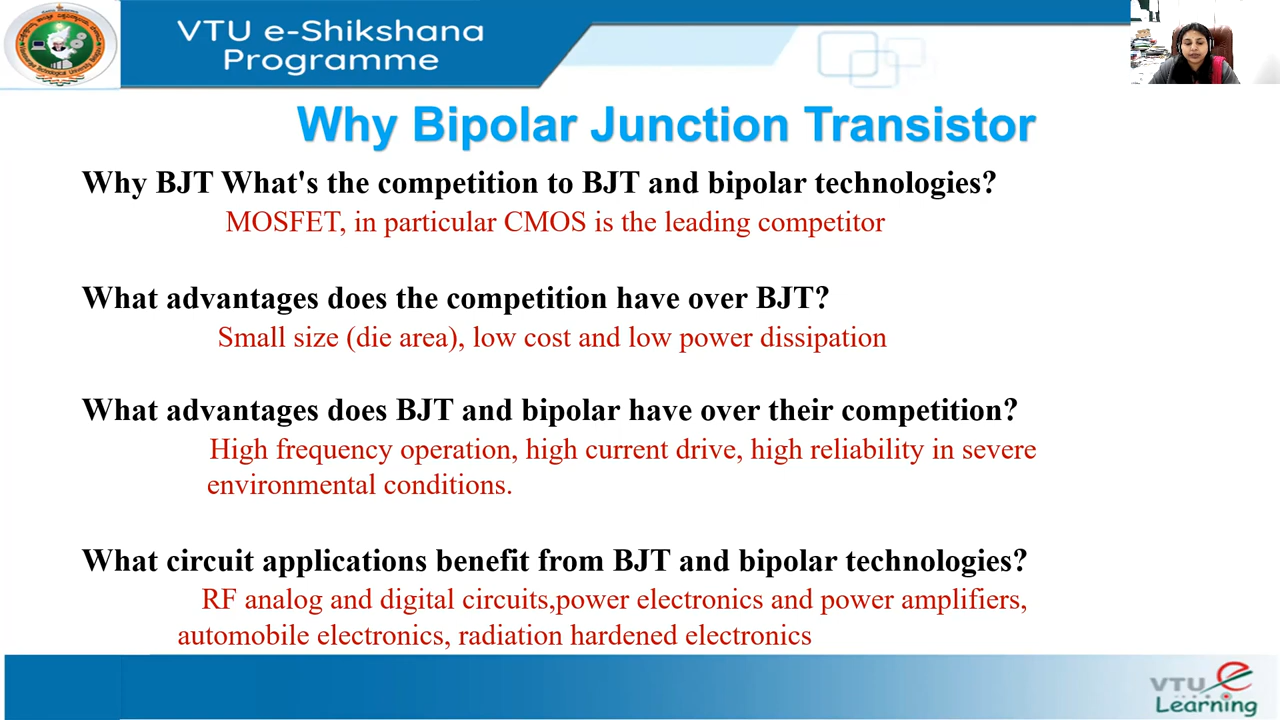 VTU e-Shikshana
Programme
Why Bipolar Junction Transistor
Why BJT What's the competition to BJT and bipolar technologies?
MOSFET, in particular CMOS is the leading competitor
What advantages does the competition have over BJT?
Small size (die area), low cost and low power dissipation
What advantages does BJT and bipolar have over their competition?
High frequency operation, high current drive, high reliability in severe
environmental conditions.
What circuit applications benefit from BJT and bipolar technologies?
RF analog and digital circuits,power electronics and power amplifiers,
automobile electronics, radiation hardened electronics
VTU e
Learning